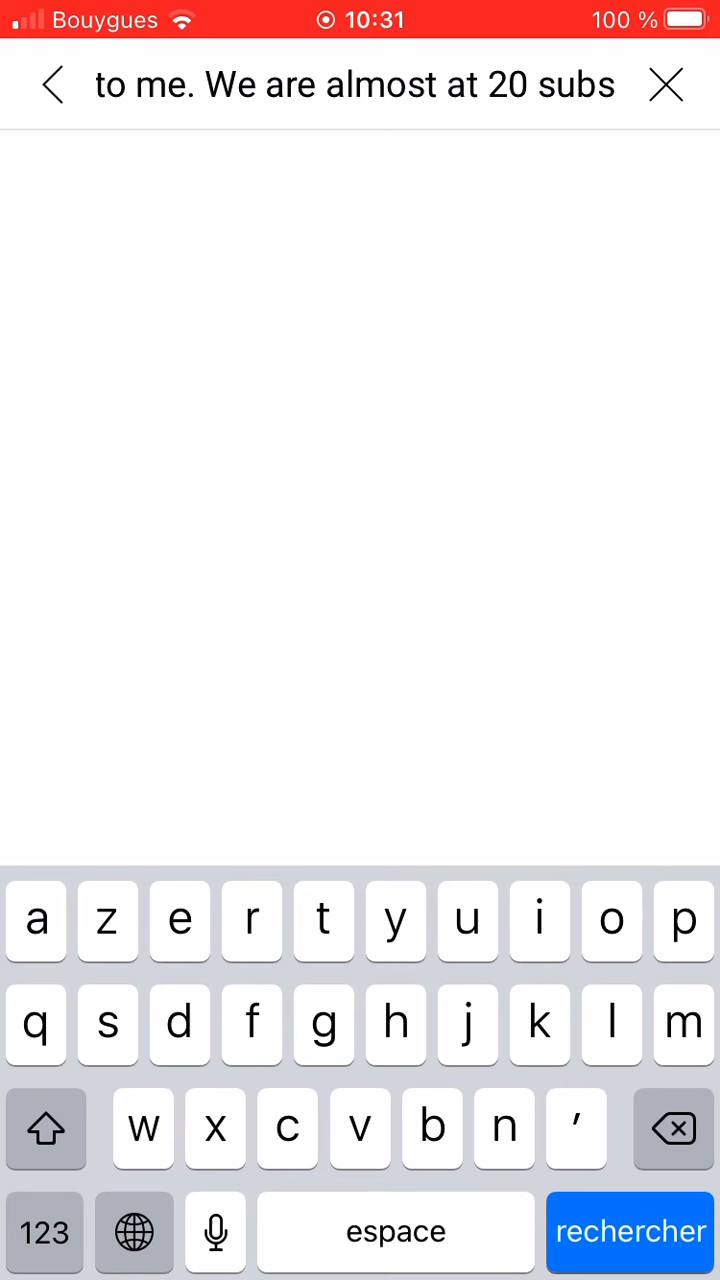 Bouygues 10:31 100 %
to me. We are almost at 20 subs
a z e r t y u i o p
q s d f g h j k l m
w x c v b n ′
123 espace rechercher